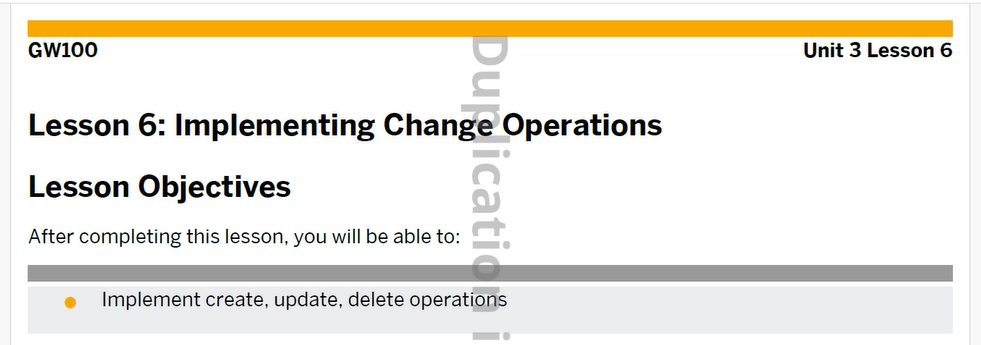 GW100
Unit 3 Lesson 6
Lesson 6: Implementing Change Operations
Lesson Objectives
After completing this lesson, you will be able to:
Implement create, update, delete operations
Duplication i